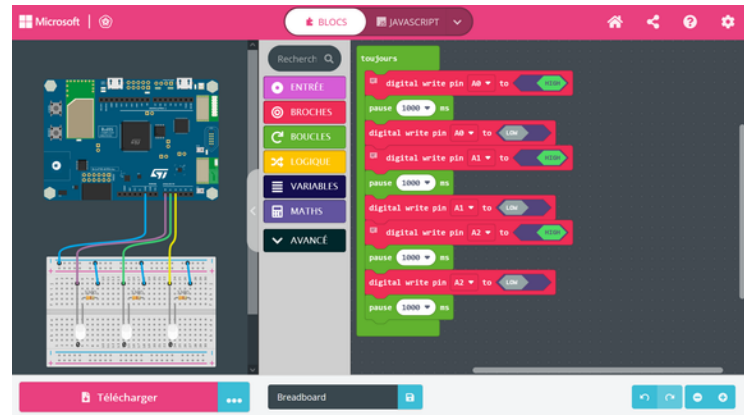 Microsoft
BLOCS
JAVASCRIPT
Recherch
ENTRÉE
BROCHES
BOUCLES
LOGIQUE
VARIABLES
MATHS
AVANCÉ
toujours
digital write pin A0 to HIGH
pause 1000 ms
digital write pin A0 to LOW
digital write pin A1 to HIGH
pause 1000 ms
digital write pin A1 to LOW
digital write pin A2 to HIGH
pause 1000 ms
digital write pin A2 to LOW
pause 1000 ms
Télécharger
Breadboard